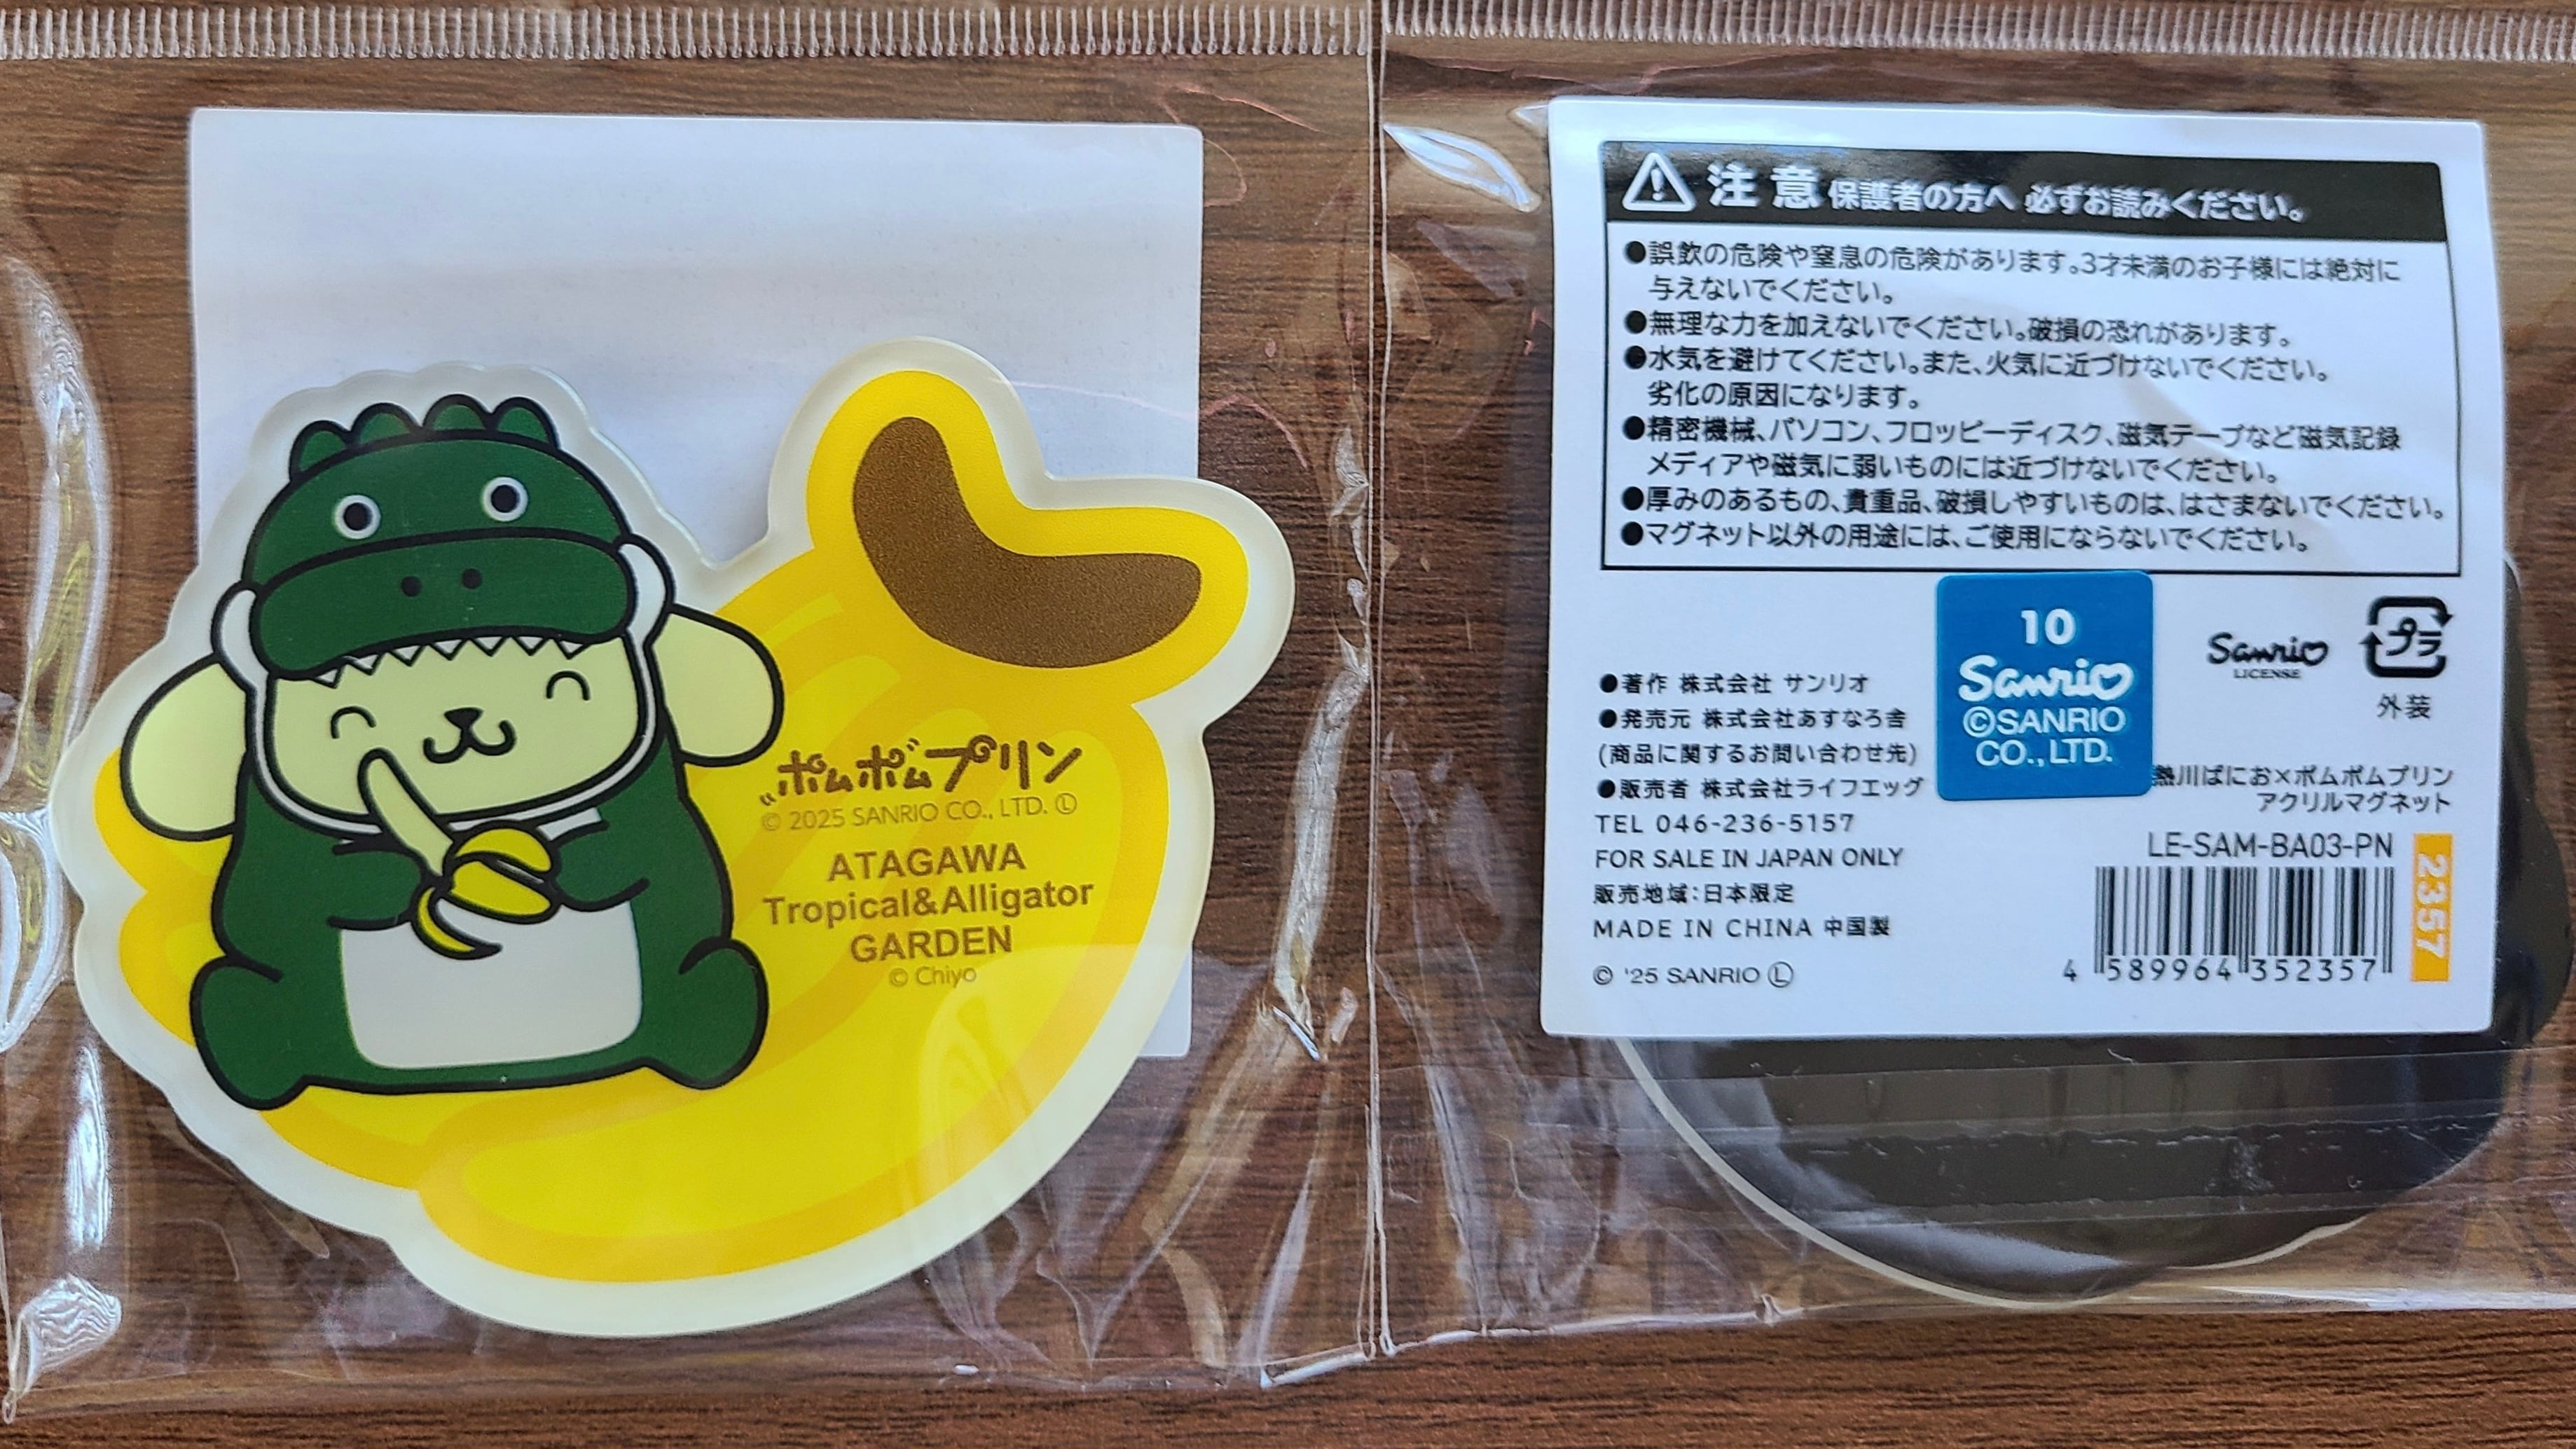 ポムポムプリン
© 2025 SANRIO CO., LTD. Ⓛ
ATAGAWA
Tropical&Alligator
GARDEN
© Chiyo
注意 保護者の方へ 必ずお読みください。
●誤飲の危険や窒息の危険があります。3才未満のお子様には絶対に
与えないでください。
●無理な力を加えないでください。破損の恐れがあります。
●水気を避けてください。また、火気に近づけないでください。
劣化の原因になります。
●精密機械、パソコン、フロッピーディスク、磁気テープなど磁気記録
メディアや磁気に弱いものには近づけないでください。
●厚みのあるもの、貴重品、破損しやすいものは、はさまないでください。
●マグネット以外の用途には、ご使用にならないでください。
●著作 株式会社 サンリオ
●発売元 株式会社あすなろ舎
(商品に関するお問い合わせ先)
●販売者 株式会社ライフエッグ
TEL 046-236-5157
FOR SALE IN JAPAN ONLY
販売地域:日本限定
MADE IN CHINA 中国製
© '25 SANRIO Ⓛ
10
Sanrio
©SANRIO
CO., LTD.
Sanrio
LICENSE
プラ
外装
熱川ばにお×ポムポムプリン
アクリルマグネット
LE-SAM-BA03-PN
4 589964 352357
2357